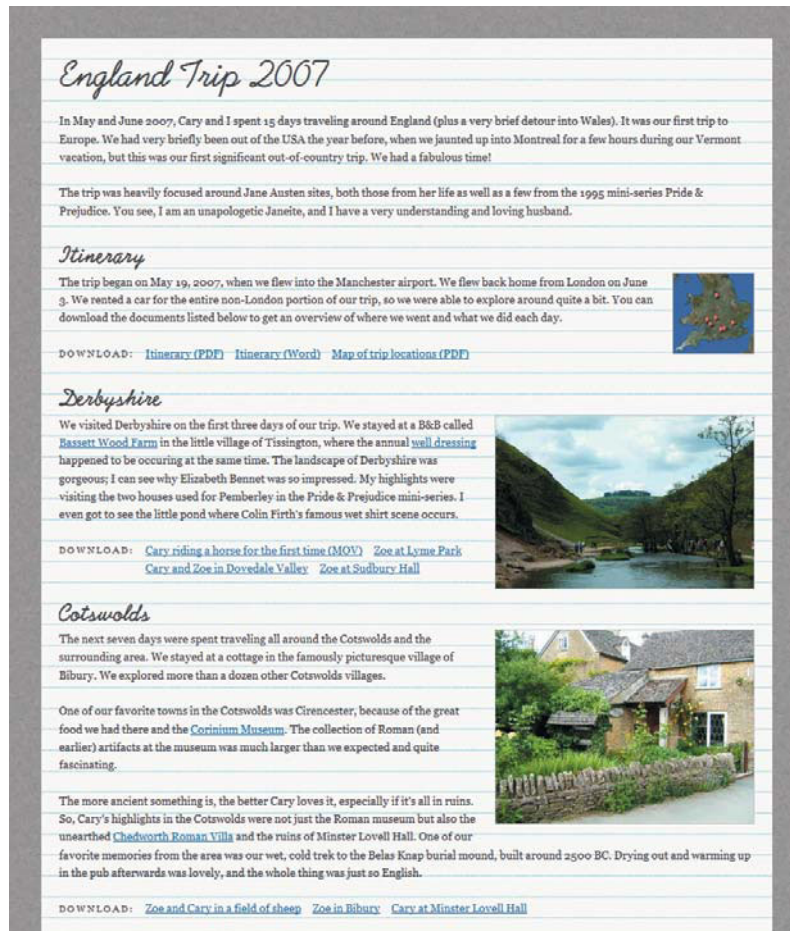 England Trip 2007
In May and June 2007, Cary and I spent 15 days traveling around England (plus a very brief detour into Wales). It was our first trip to
Europe. We had very briefly been out of the USA the year before, when we jaunted up into Montreal for a few hours during our Vermont
vacation, but this was our first significant out-of-country trip. We had a fabulous time!
The trip was heavily focused around Jane Austen sites, both those from her life as well as a few from the 1995 mini-series Pride &
Prejudice. You see, I am an unapologetic Janeite, and I have a very understanding and loving husband.
Itinerary
The trip began on May 19, 2007, when we flew into the Manchester airport. We flew back home from London on June
3. We rented a car for the entire non-London portion of our trip, so we were able to explore around quite a bit. You can
download the documents listed below to get an overview of where we went and what we did each day.
DOWNLOAD: Itinerary (PDF) Itinerary (Word) Map of trip locations (PDF)
Derbyshire
We visited Derbyshire on the first three days of our trip. We stayed at a B&B called
Bassett Wood Farm in the little village of Tissington, where the annual well dressing
happened to be occuring at the same time. The landscape of Derbyshire was
gorgeous; I can see why Elizabeth Bennet was so impressed. My highlights were
visiting the two houses used for Pemberley in the Pride & Prejudice mini-series. I
even got to see the little pond where Colin Firth's famous wet shirt scene occurs.
DOWNLOAD: Cary riding a horse for the first time (MOV) Zoe at Lyme Park
Cary and Zoe in Dovedale Valley Zoe at Sudbury Hall
Cotswolds
The next seven days were spent traveling all around the Cotswolds and the
surrounding area. We stayed at a cottage in the famously picturesque village of
Bibury. We explored more than a dozen other Cotswolds villages.
One of our favorite towns in the Cotswolds was Cirencester, because of the great
food we had there and the Corinium Museum. The collection of Roman (and
earlier) artifacts at the museum was much larger than we expected and quite
fascinating.
The more ancient something is, the better Cary loves it, especially if it's all in ruins.
So, Cary's highlights in the Cotswolds were not just the Roman museum but also the
unearthed Chedworth Roman Villa and the ruins of Minster Lovell Hall. One of our
favorite memories from the area was our wet, cold trek to the Belas Knap burial mound, built around 2500 BC. Drying out and warming up
in the pub afterwards was lovely, and the whole thing was just so English.
DOWNLOAD: Zoe and Cary in a field of sheep Zoe in Bibury Cary at Minster Lovell Hall